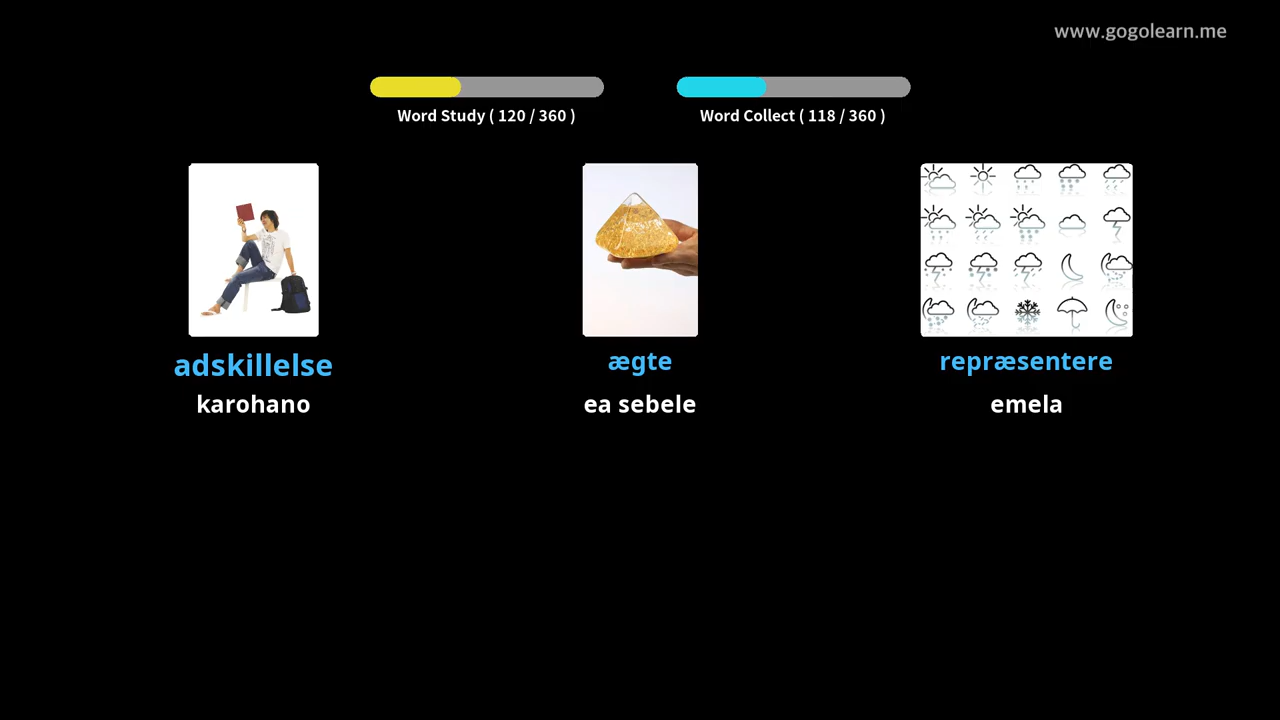 www.gogolearn.me
Word Study ( 120 / 360 )
Word Collect ( 118 / 360 )
adskillelse
karohano
ægte
ea sebele
repræsentere
emela